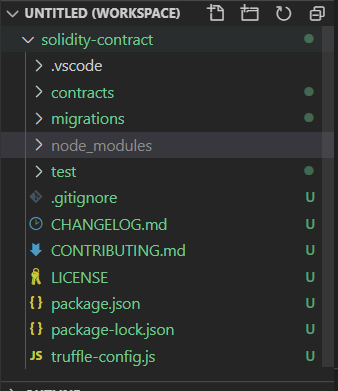 UNTITLED (WORKSPACE)
solidity-contract
.vscode
contracts
migrations
node_modules
test
.gitignore U
CHANGELOG.md U
CONTRIBUTING.md U
LICENSE U
{ } package.json U
{ } package-lock.json U
JS truffle-config.js U